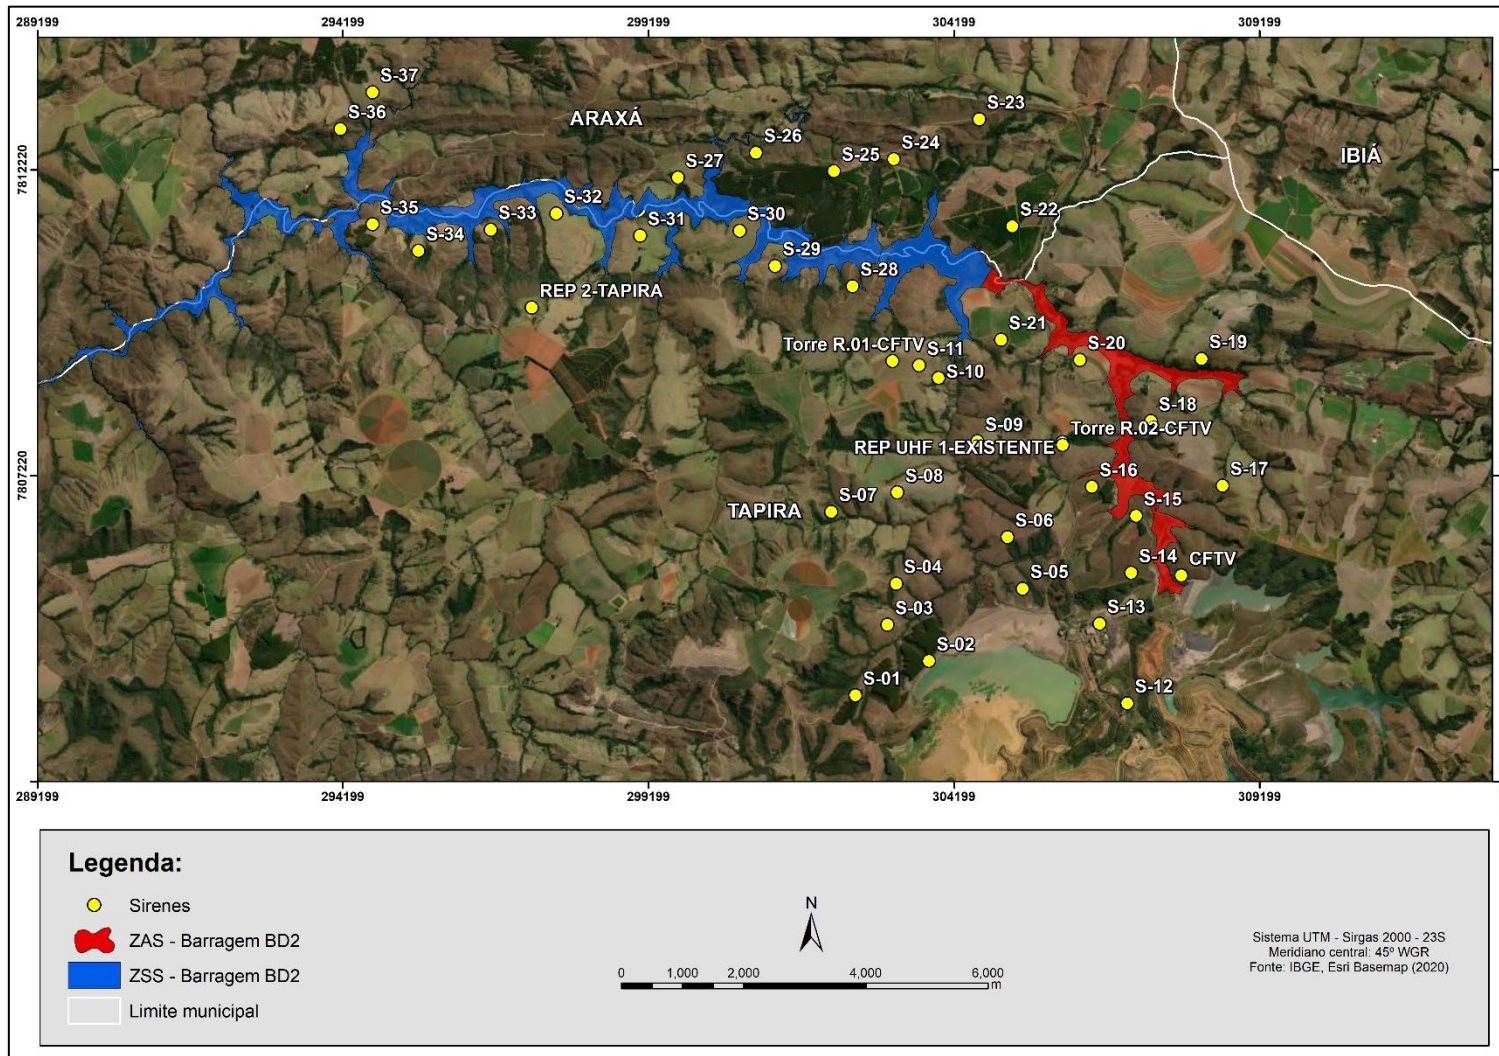 289199
294199
299199
304199
309199
S-37
S-36
ARAXÁ
S-23
S-26
S-24
IBIÁ
S-27
S-25
7812220
S-32
S-35
S-33
S-31
S-30
S-22
S-34
S-29
S-28
REP 2-TAPIRA
S-21
Torre R.01-CFTV
S-11
S-20
S-19
S-10
S-18
S-09
Torre R.02-CFTV
REP UHF 1-EXISTENTE
7807220
S-08
S-16
S-17
S-07
TAPIRA
S-15
S-06
S-14
CFTV
S-04
S-05
S-03
S-13
S-02
S-01
S-12
289199
294199
299199
304199
309199
Legenda:
Sirenes
ZAS - Barragem BD2
ZSS - Barragem BD2
Limite municipal
N
0
1,000
2,000
4,000
6,000
m
Sistema UTM - Sirgas 2000 - 23S
Meridiano central: 45º WGR
Fonte: IBGE, Esri Basemap (2020)